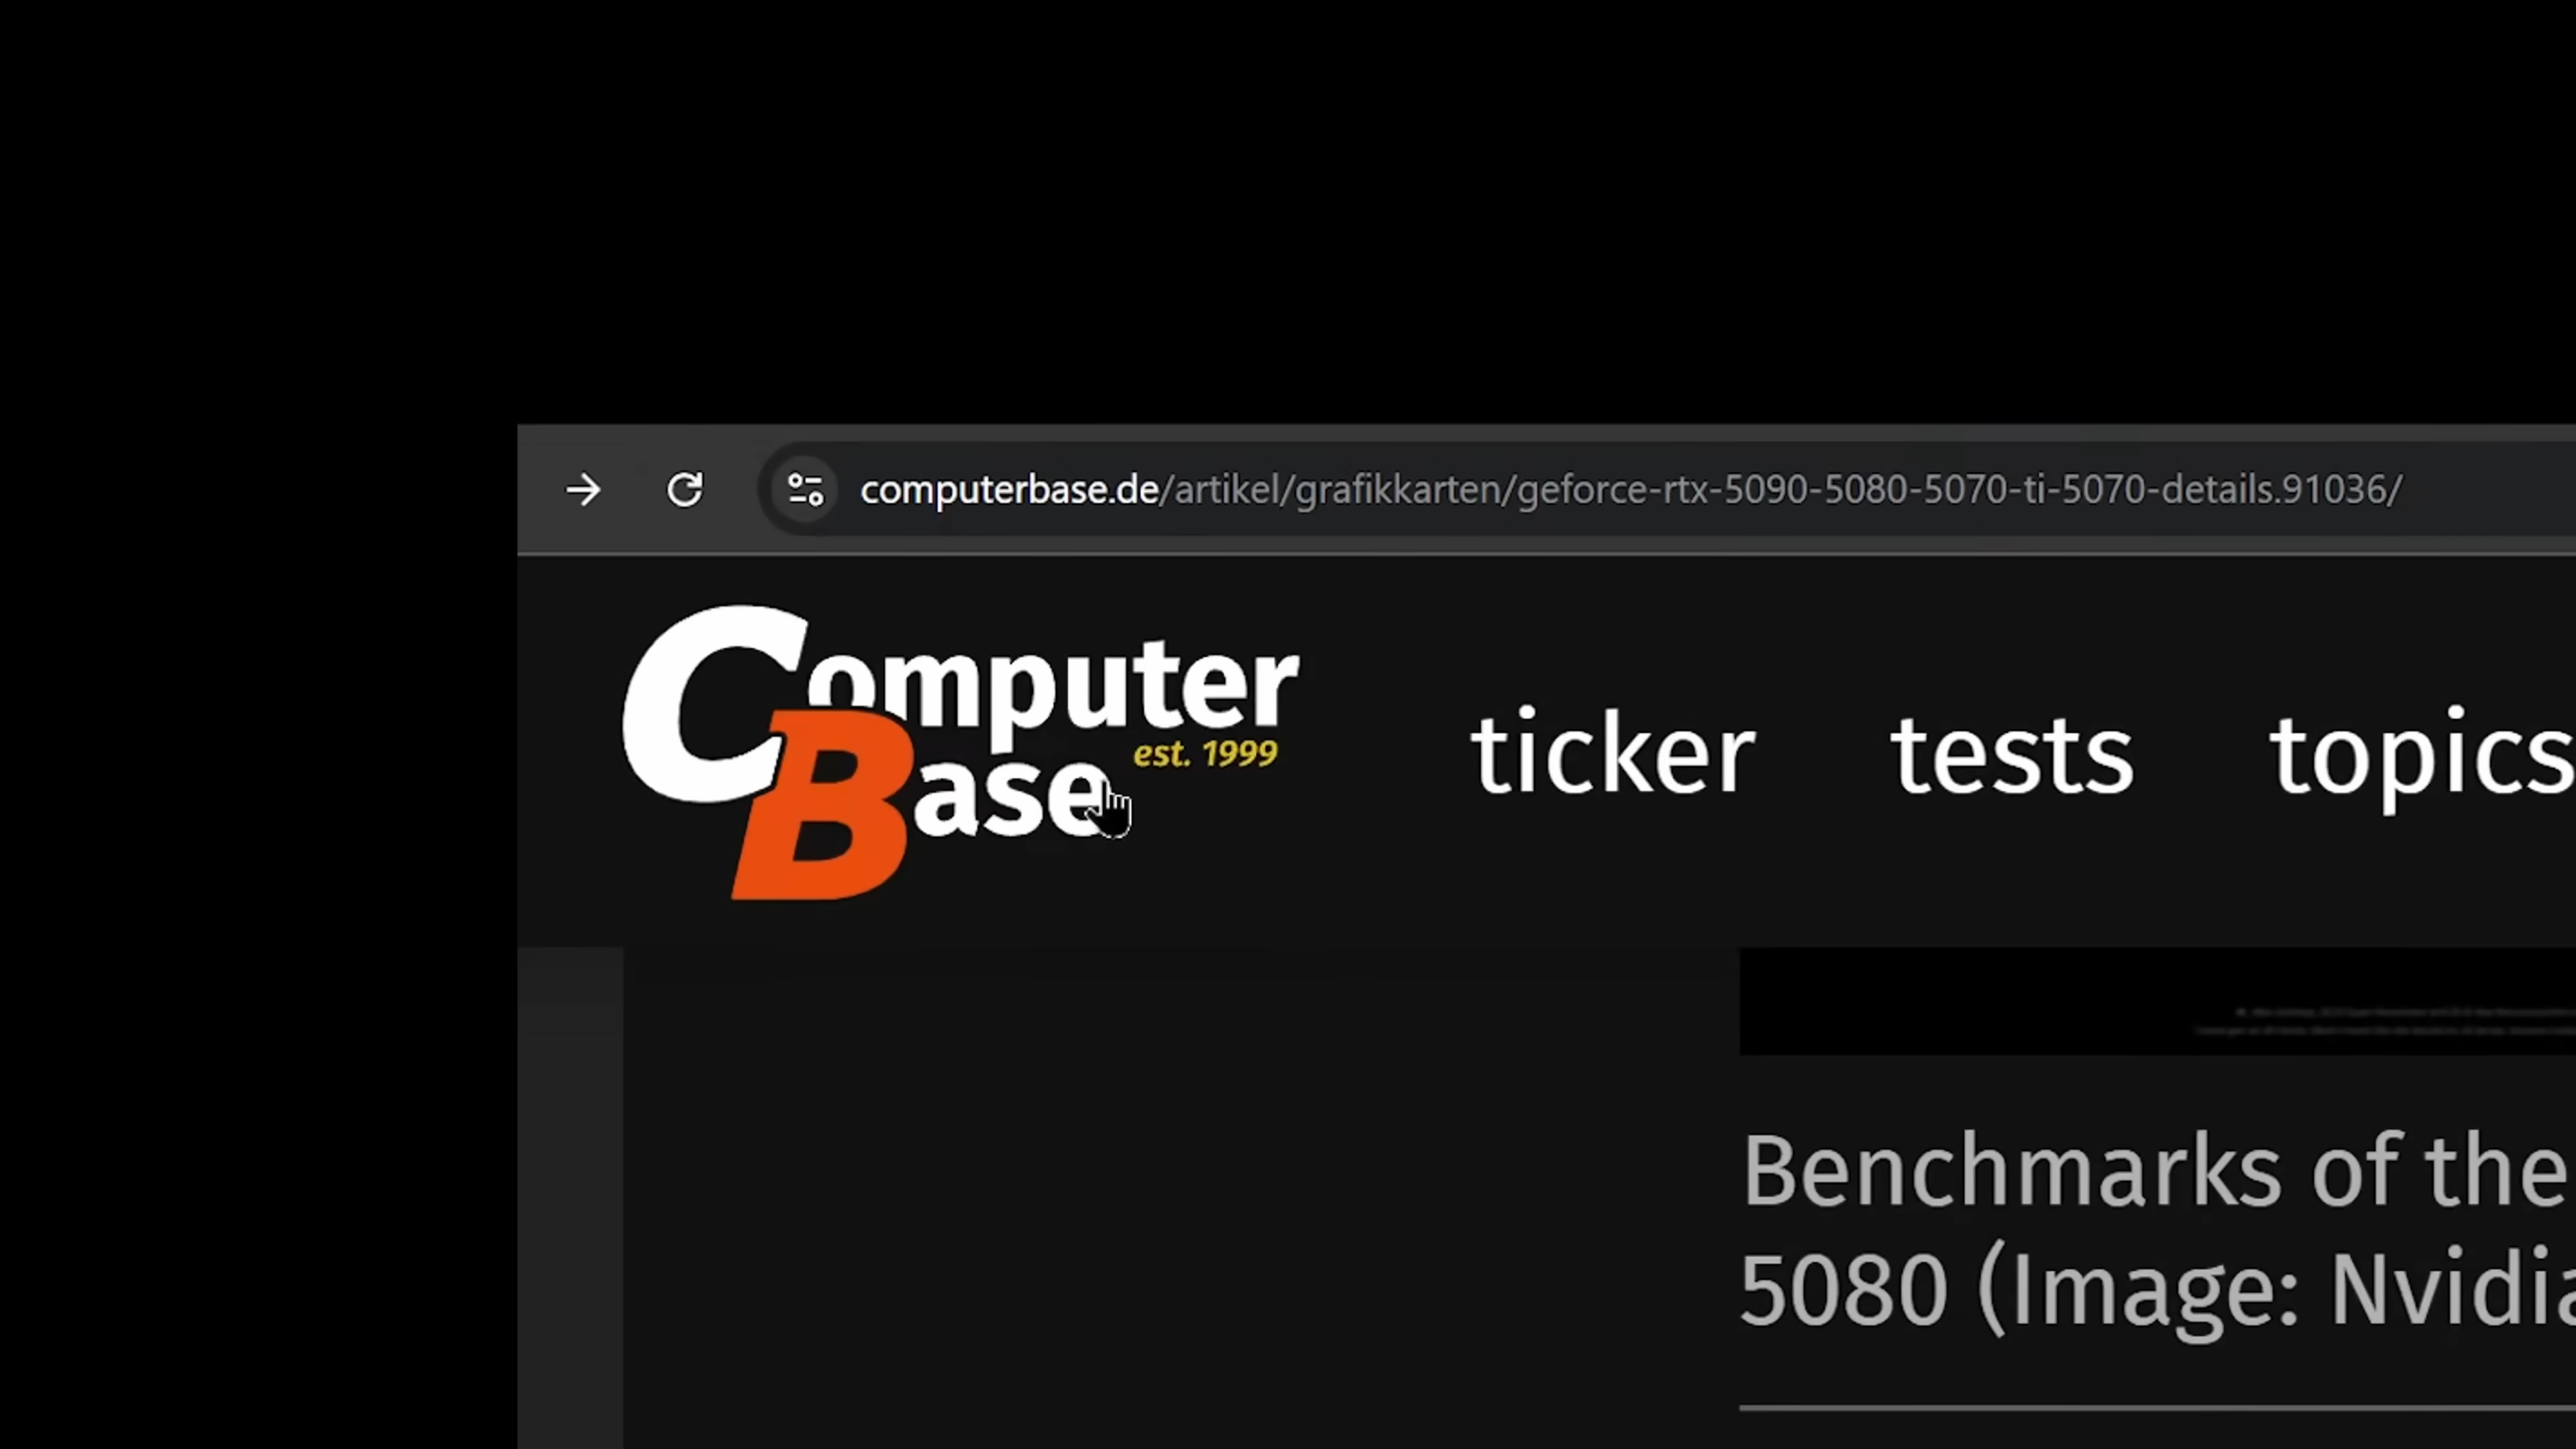 computerbase.de/artikel/grafikkarten/geforce-rtx-5090-5080-5070-ti-5070-details.91036/
Computer
est. 1999
Base
ticker tests topics
Benchmarks of the
5080 (Image: Nvidia